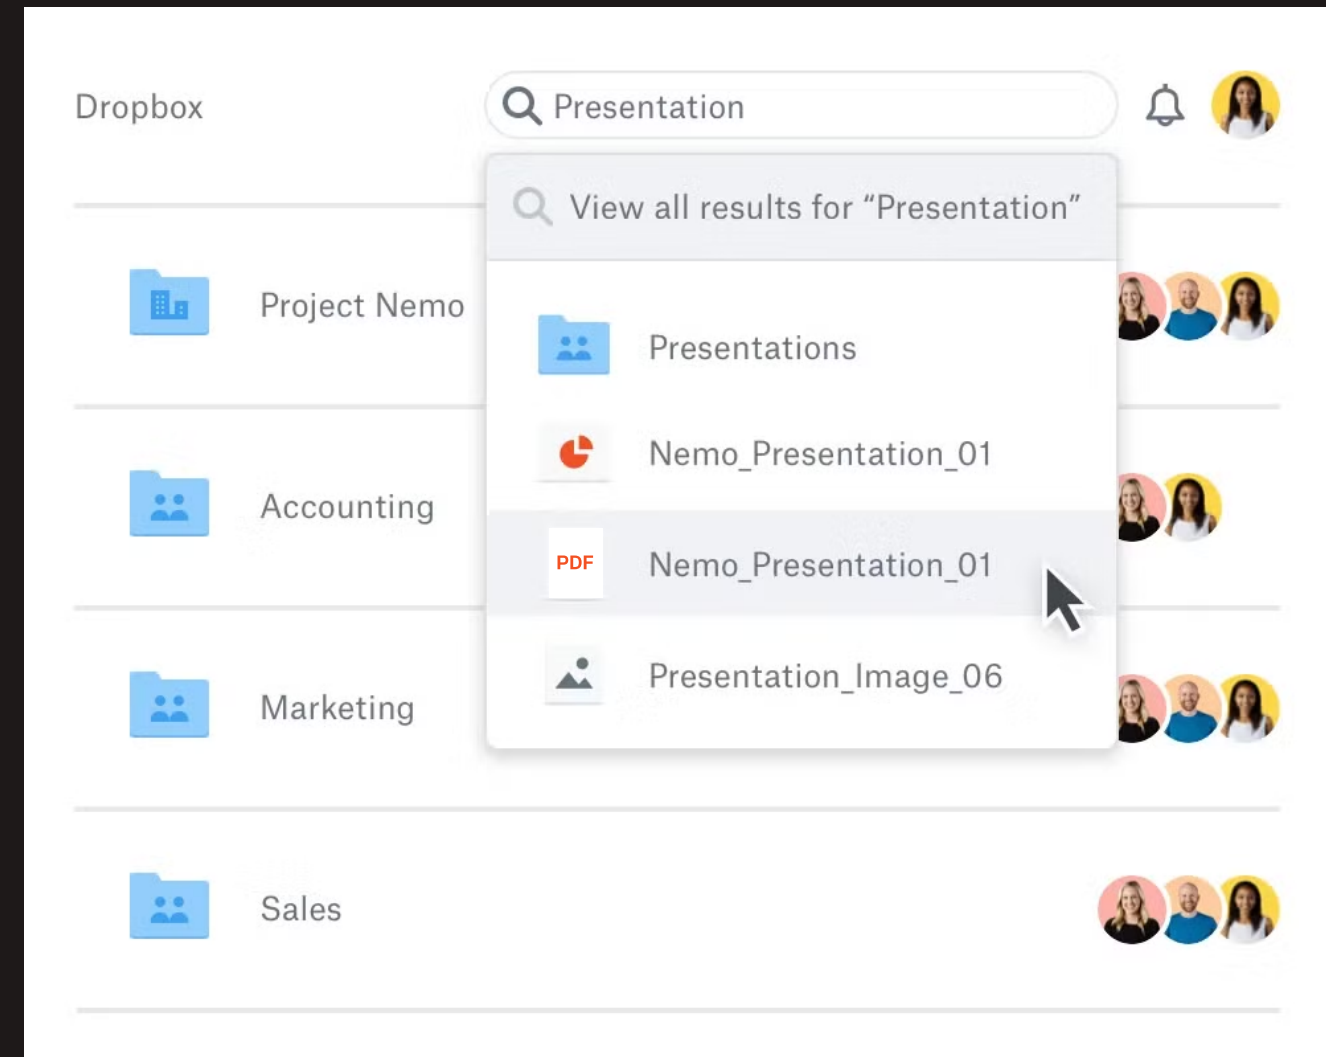 Dropbox
Presentation
View all results for “Presentation”
Project Nemo
Presentations
Nemo_Presentation_01
Accounting
PDF
Nemo_Presentation_01
Marketing
Presentation_Image_06
Sales